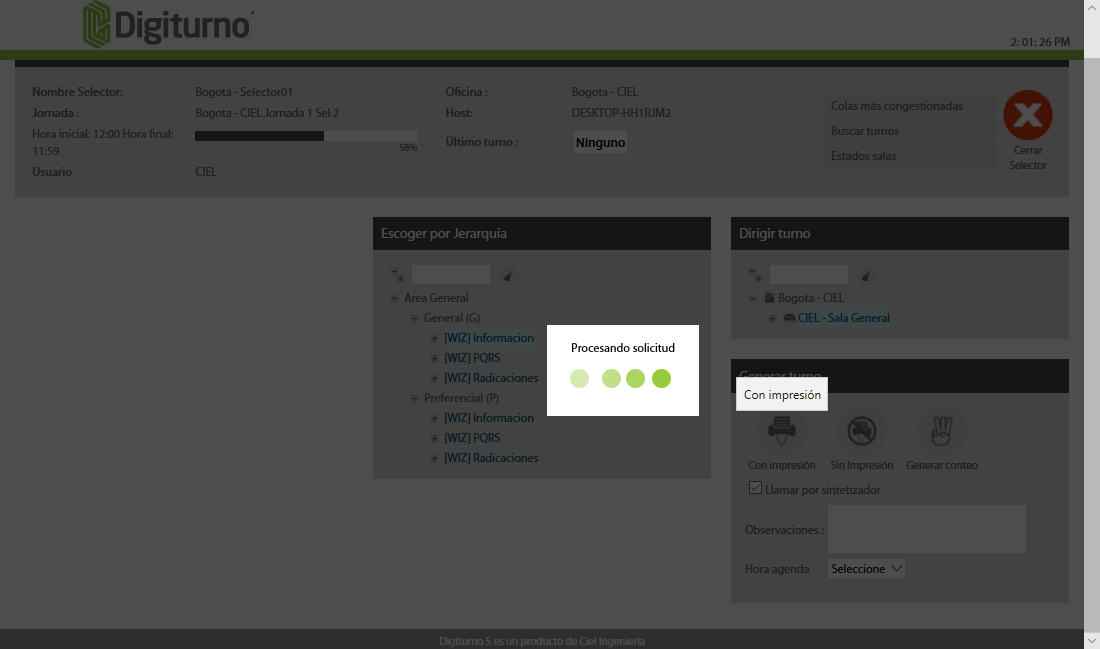 Digiturno
2: 01: 26 PM
Nombre Selector:
Bogota - Selector01
Oficina :
Bogota - CIEL
Jornada :
Bogota - CIEL Jornada 1 Sel 2
Host:
DESKTOP-HH1RJM2
Hora inicial: 12:00 Hora final:
11:59
58%
Último turno :
Ninguno
Usuario
CIEL
Colas más congestionadas
Buscar turnos
Estados salas
Cerrar
Selector
Escoger por Jerarquía
Area General
General (G)
[WIZ] Informacion
[WIZ] PQRS
[WIZ] Radicaciones
Preferencial (P)
[WIZ] Informacion
[WIZ] PQRS
[WIZ] Radicaciones
Procesando solicitud
Dirigir turno
Bogota - CIEL
CIEL - Sala General
Generar turno
Con impresión
Con impresión
Sin Impresión
Generar conteo
Llamar por sintetizador
Observaciones :
Hora agenda
Seleccione
Digiturno 5 es un producto de Ciel Ingeniería